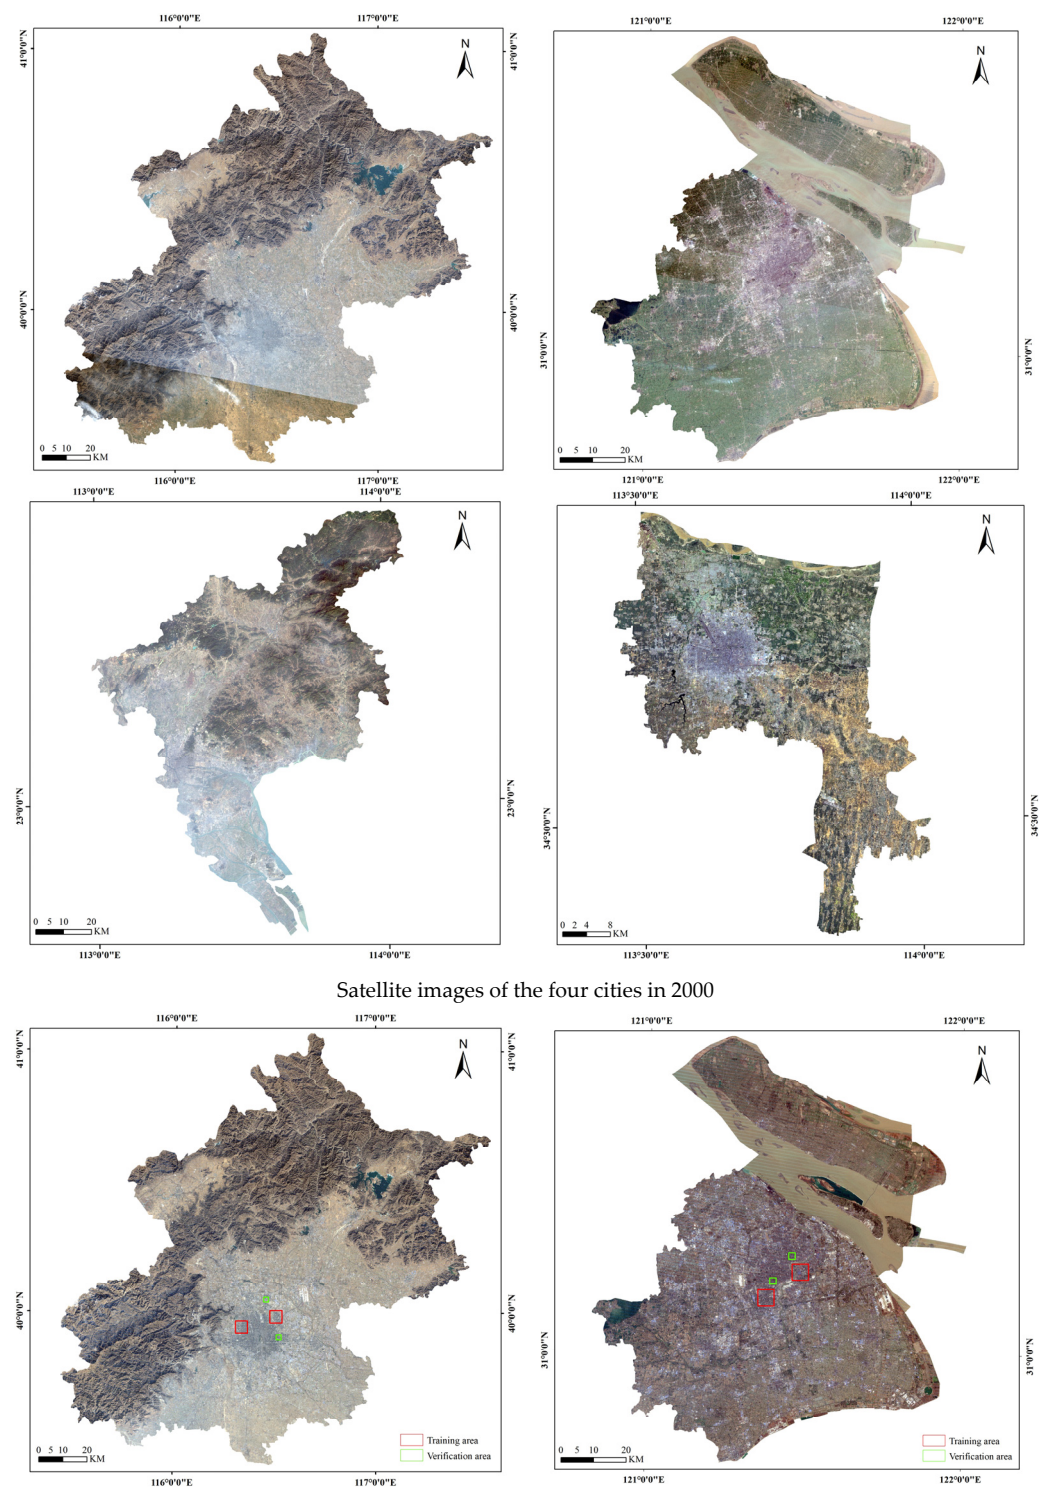 116°0'0"E 117°0'0"E
41°0'0"N 41°0'0"N
N
40°0'0"N 40°0'0"N
0 5 10 20
KM
116°0'0"E 117°0'0"E
121°0'0"E 122°0'0"E
N
31°0'0"N 31°0'0"N
0 5 10 20
KM
121°0'0"E 122°0'0"E
113°0'0"E 114°0'0"E
N
23°0'0"N 23°0'0"N
0 5 10 20
KM
113°0'0"E 114°0'0"E
113°30'0"E 114°0'0"E
N
34°30'0"N 34°30'0"N
0 2 4 8
KM
113°30'0"E 114°0'0"E
Satellite images of the four cities in 2000
116°0'0"E 117°0'0"E
41°0'0"N 41°0'0"N
N
40°0'0"N 40°0'0"N
Training area
Verification area
0 5 10 20
KM
116°0'0"E 117°0'0"E
121°0'0"E 122°0'0"E
N
31°0'0"N 31°0'0"N
Training area
Verification area
0 5 10 20
KM
121°0'0"E 122°0'0"E